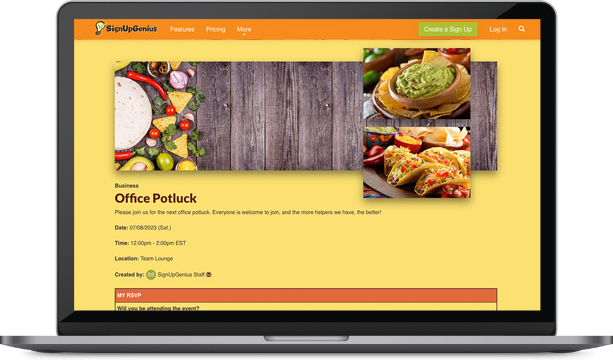 SignUpGenius Features Pricing More Create a Sign Up Log In
Business
Office Potluck
Please join us for the next office potluck. Everyone is welcome to join, and the more helpers we have, the better!
Date: 07/08/2023 (Sat.)
Time: 12:00pm - 2:00pm EST
Location: Team Lounge
Created by: SignUpGenius Staff
MY RSVP
Will you be attending the event?